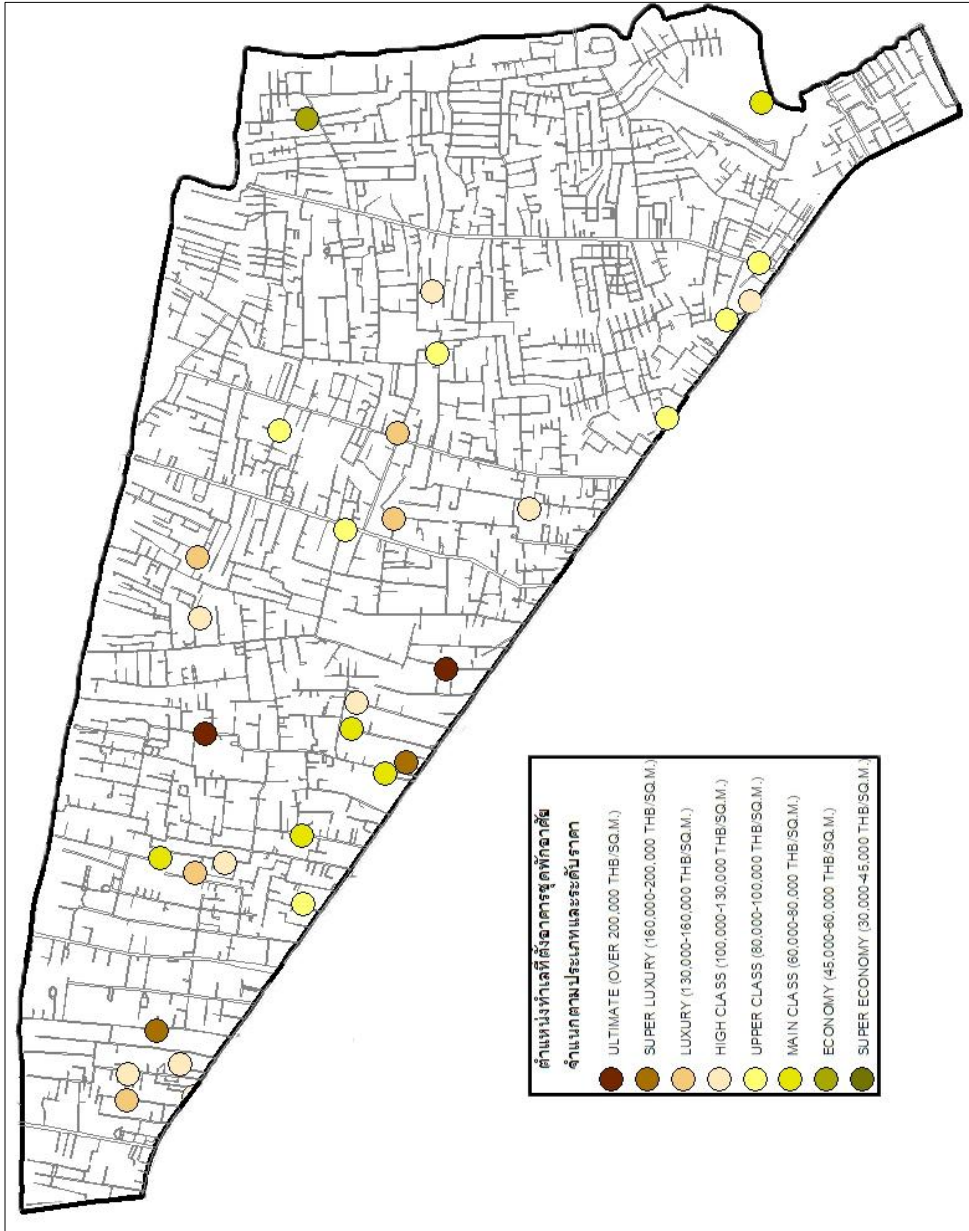 ตำแหน่งทำเลที่ตั้งอาคารชุดพักอาศัย
จำแนกตามประเภทและระดับราคา
ULTIMATE (OVER 200,000 THB/SQ.M.)
SUPER LUXURY (160,000-200,000 THB/SQ.M.)
LUXURY (130,000-160,000 THB/SQ.M.)
HIGH CLASS (100,000-130,000 THB/SQ.M.)
UPPER CLASS (80,000-100,000 THB/SQ.M.)
MAIN CLASS (60,000-80,000 THB/SQ.M.)
ECONOMY (45,000-60,000 THB/SQ.M.)
SUPER ECONOMY (30,000-45,000 THB/SQ.M.)